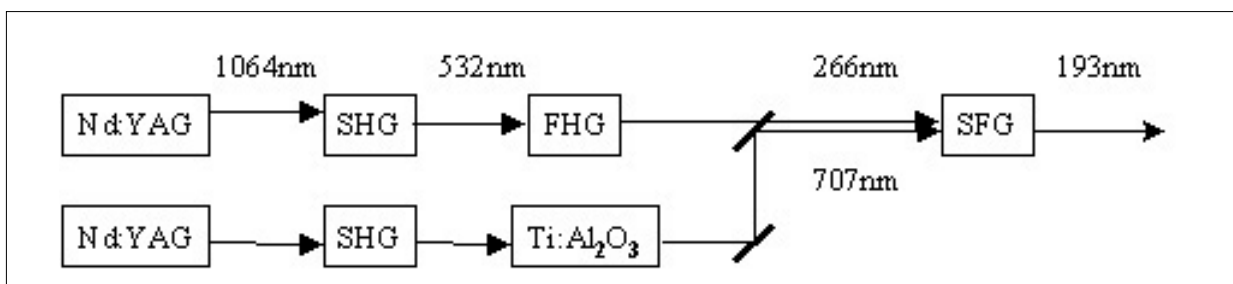 1064nm 532nm 266nm 193nm
Nd:YAG SHG FHG SFG
707nm
Nd:YAG SHG Ti:Al₂O₃